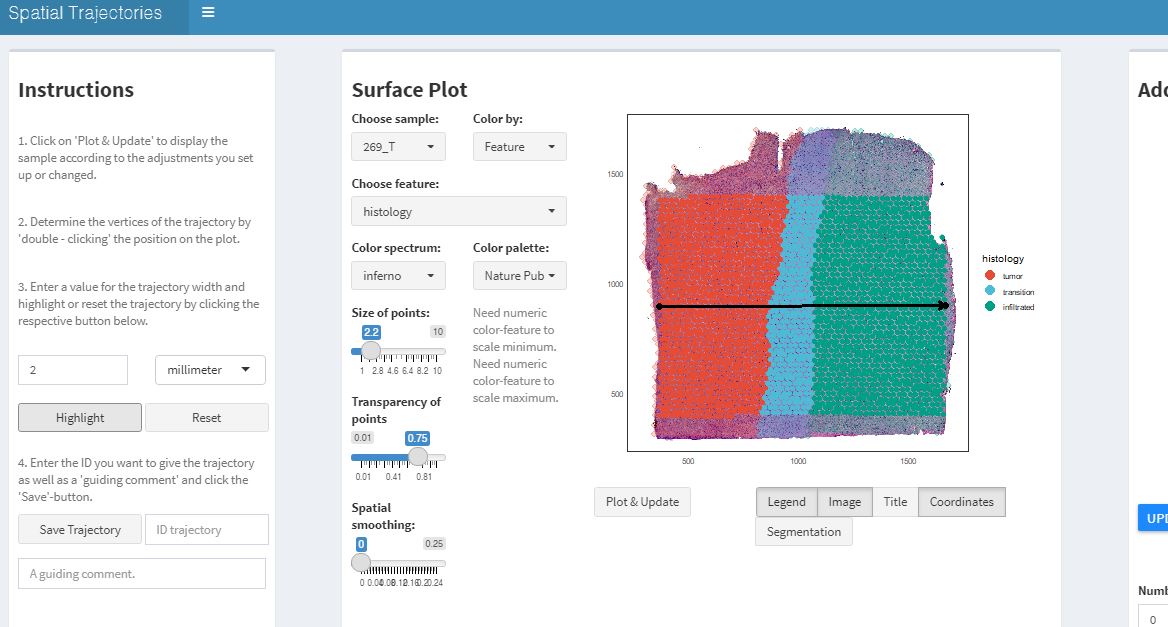 Spatial Trajectories
Instructions
1. Click on 'Plot & Update' to display the
sample according to the adjustments you set
up or changed.
2. Determine the vertices of the trajectory by
'double - clicking' the position on the plot.
3. Enter a value for the trajectory width and
highlight or reset the trajectory by clicking the
respective button below.
2
millimeter
Highlight
Reset
4. Enter the ID you want to give the trajectory
as well as a 'guiding comment' and click the
'Save'-button.
Save Trajectory
ID trajectory
A guiding comment.
Surface Plot
Choose sample:
Color by:
269_T
Feature
Choose feature:
histology
Color spectrum:
Color palette:
inferno
Nature Pub
Size of points:
2.2
10
1 2.8 4.6 6.4 8.2 10
Need numeric
color-feature to
scale minimum.
Need numeric
color-feature to
scale maximum.
Transparency of
points
0.01
0.75
0.01 0.41 0.81
Spatial
smoothing:
0
0.25
0 0.04 0.08 0.12 0.16 0.2 0.24
1500
1000
500
500 1000 1500
histology
tumor
transition
infiltrated
Plot & Update
Legend
Image
Title
Coordinates
Segmentation
Add
UPD
Numb
0